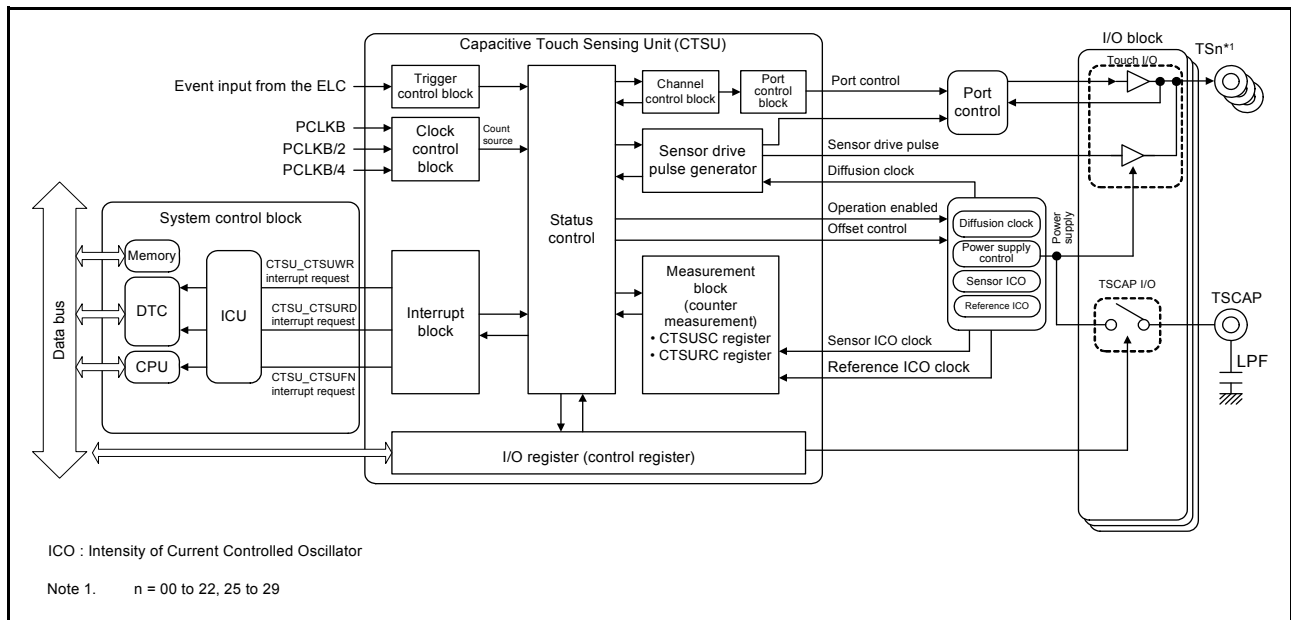 Capacitive Touch Sensing Unit (CTSU)
I/O block
TSn*1
Touch I/O
Event input from the ELC
Trigger
control block
Channel
control block
Port
control
block
Port control
Port
control
PCLKB
PCLKB/2
PCLKB/4
Clock
control
block
Count
source
Sensor drive
pulse generator
Sensor drive pulse
Diffusion clock
System control block
Status
control
Operation enabled
Offset control
Diffusion clock
Power supply
control
Sensor ICO
Reference ICO
Power
supply
Data bus
Memory
DTC
CPU
ICU
CTSU_CTSUWR
interrupt request
CTSU_CTSURD
interrupt request
CTSU_CTSUFN
interrupt request
Interrupt
block
Measurement
block
(counter
measurement)
• CTSUSC register
• CTSURC register
Sensor ICO clock
Reference ICO clock
TSCAP I/O
TSCAP
LPF
I/O register (control register)
ICO : Intensity of Current Controlled Oscillator
Note 1. n = 00 to 22, 25 to 29